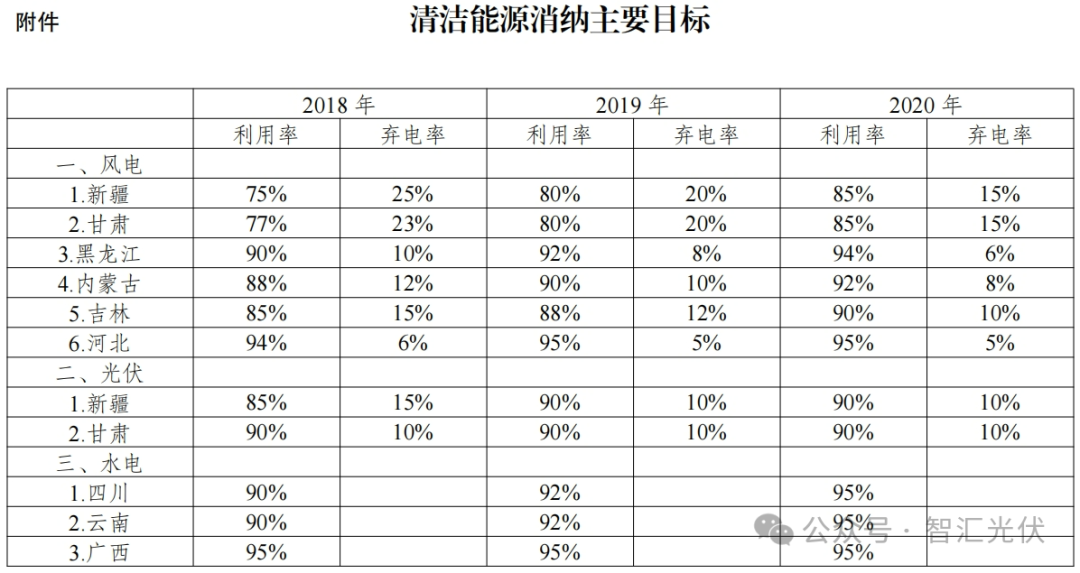 附件
清洁能源消纳主要目标
2018 年 2019 年 2020 年
利用率 弃电率 利用率 弃电率 利用率 弃电率
一、风电
1.新疆 75% 25% 80% 20% 85% 15%
2.甘肃 77% 23% 80% 20% 85% 15%
3.黑龙江 90% 10% 92% 8% 94% 6%
4.内蒙古 88% 12% 90% 10% 92% 8%
5.吉林 85% 15% 88% 12% 90% 10%
6.河北 94% 6% 95% 5% 95% 5%
二、光伏
1.新疆 85% 15% 90% 10% 90% 10%
2.甘肃 90% 10% 90% 10% 90% 10%
三、水电
1.四川 90% 92% 95%
2.云南 90% 92% 95%
3.广西 95% 95% 95%
公众号 · 智汇光伏